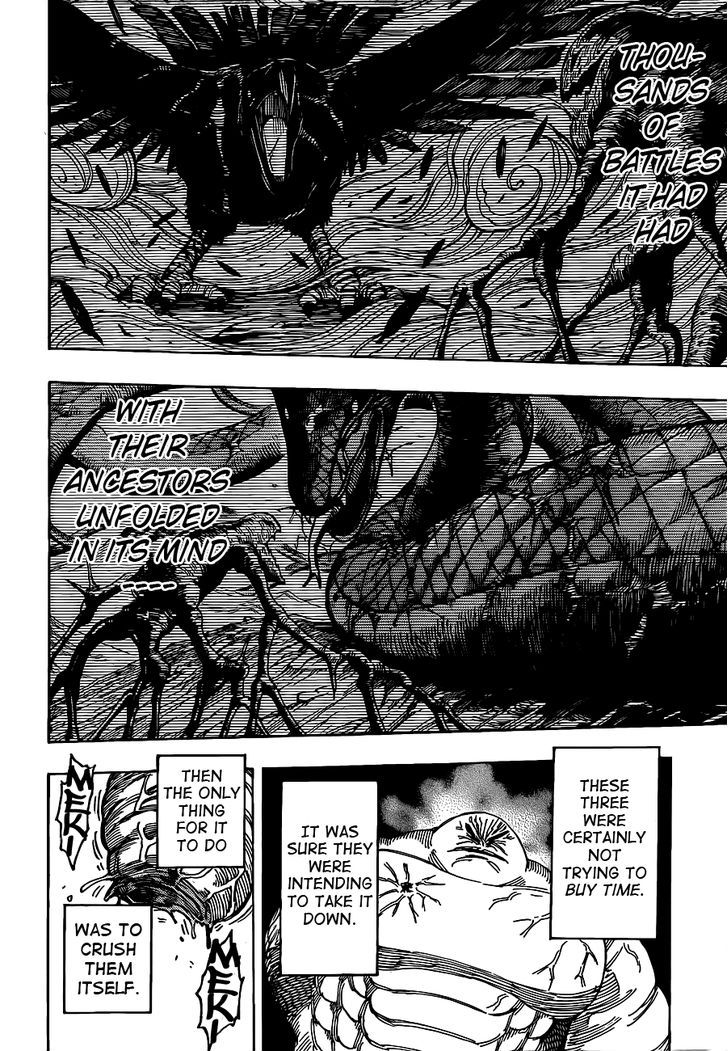 THOU-
SANDS
OF
BATTLES
IT HAD
HAD
WITH
THEIR
ANCESTORS
UNFOLDED
IN ITS MIND
----
THESE
THREE WERE
CERTAINLY
NOT
TRYING TO
BUY TIME.
IT WAS
SURE THEY
WERE
INTENDING
TO TAKE IT
DOWN.
THEN
THE ONLY
THING
FOR IT
TO DO
MEKI
WAS TO
CRUSH
THEM
ITSELF.
MEKI